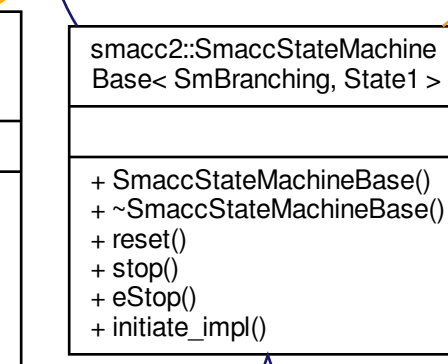 smacc2::SmaccStateMachine
Base< SmBranching, State1 >
+ SmaccStateMachineBase()
+ ~SmaccStateMachineBase()
+ reset()
+ stop()
+ eStop()
+ initiate_impl()